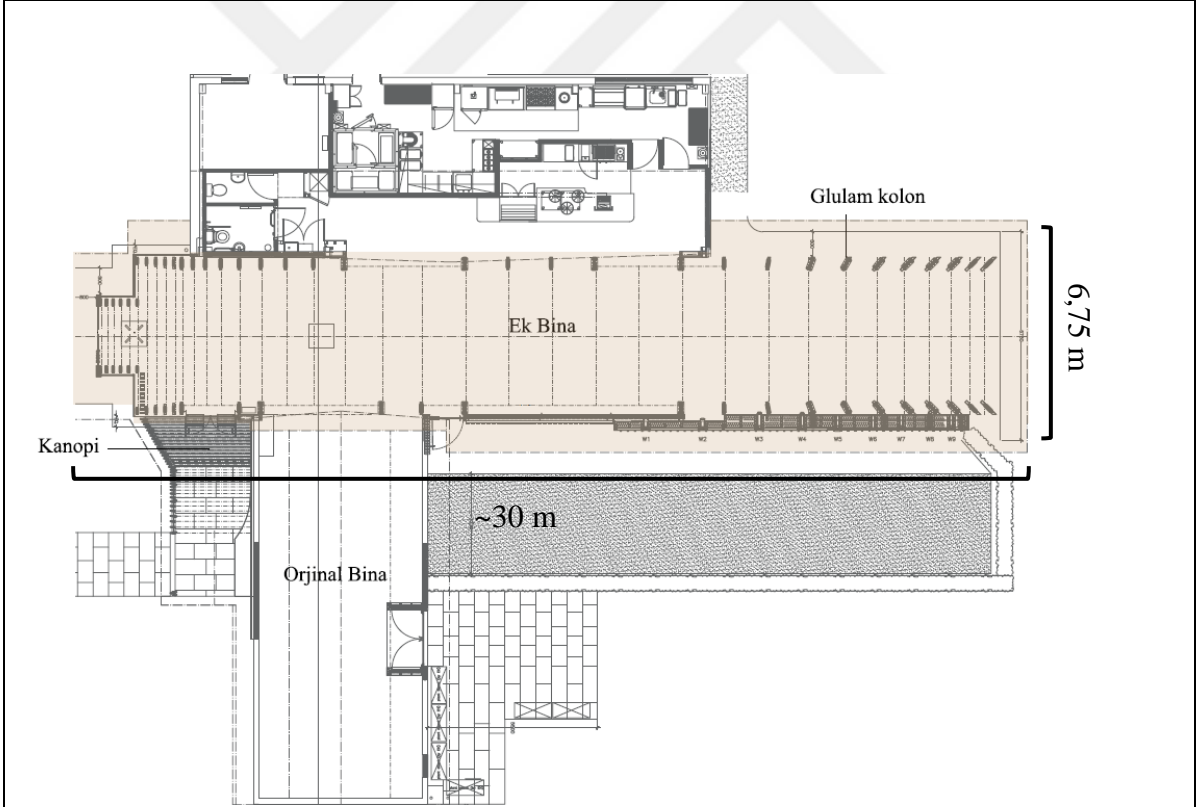 Glulam kolon
Ek Bina
6,75 m
W1 W2 W3 W4 W5 W6 W7 W8 W9
Kanopi
~30 m
Orjinal Bina